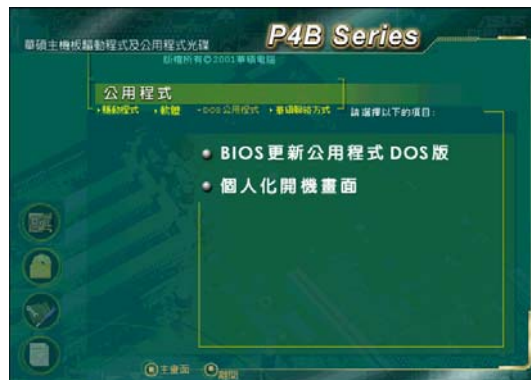 P4B Series
華碩主機板驅動程式及公用程式光碟
版權所有©2001華碩電腦
公用程式
驅動程式 軟體 DOS公用程式 華碩聯絡方式 請選擇以下的項目:
BIOS更新公用程式 DOS版
個人化開機畫面
主畫面 離開